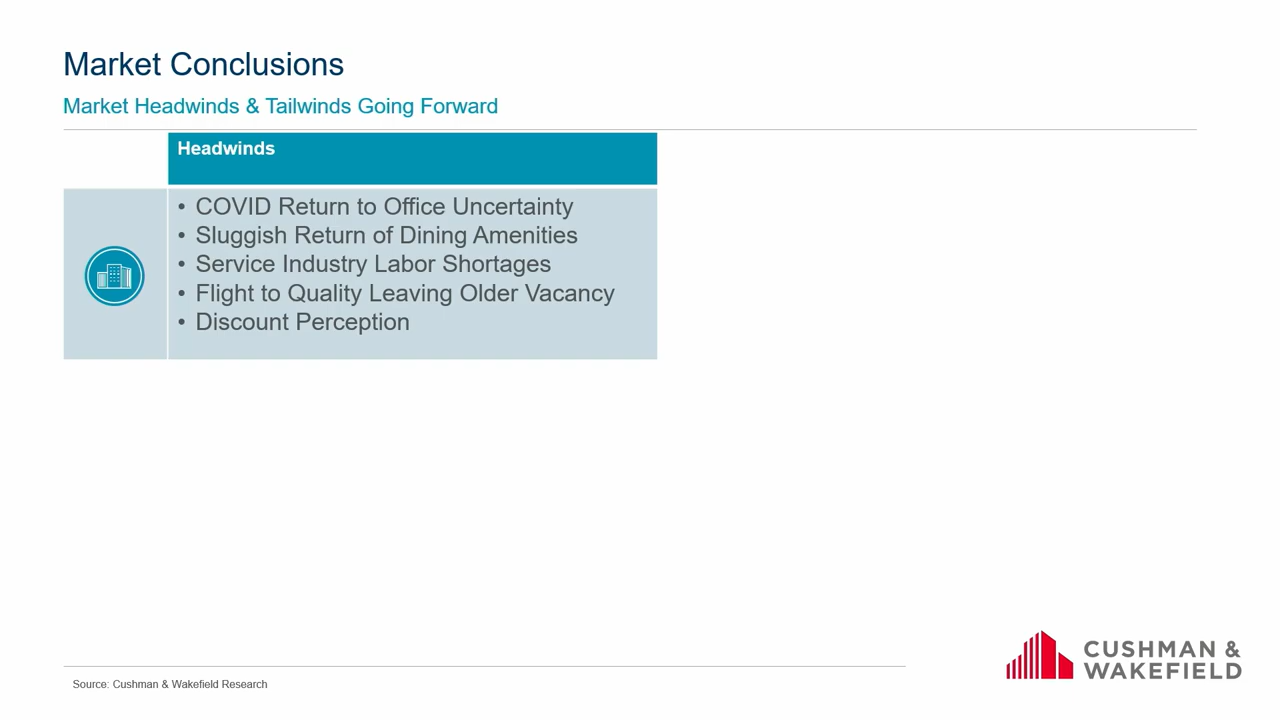 Market Conclusions
Market Headwinds & Tailwinds Going Forward
Headwinds
• COVID Return to Office Uncertainty
• Sluggish Return of Dining Amenities
• Service Industry Labor Shortages
• Flight to Quality Leaving Older Vacancy
• Discount Perception
CUSHMAN &
WAKEFIELD
Source: Cushman & Wakefield Research